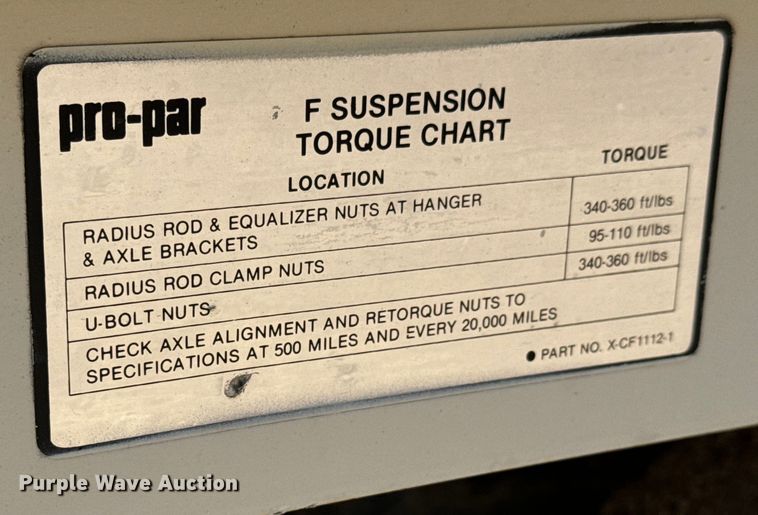 pro-par
F SUSPENSION
TORQUE CHART
LOCATION
TORQUE
RADIUS ROD & EQUALIZER NUTS AT HANGER
& AXLE BRACKETS
340-360 ft/lbs
RADIUS ROD CLAMP NUTS
95-110 ft/lbs
U-BOLT NUTS
340-360 ft/lbs
CHECK AXLE ALIGNMENT AND RETORQUE NUTS TO
SPECIFICATIONS AT 500 MILES AND EVERY 20,000 MILES
PART NO. X-CF1112-1
Purple Wave Auction